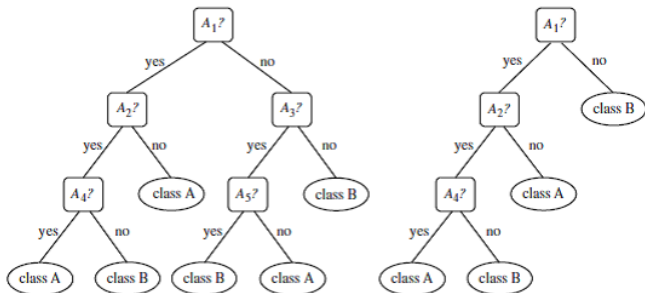 A₁? A₁?
yes no yes no
A₂? A₃? A₂? class B
yes no yes no yes no
A₄? class A A₅? class B A₄? class A
yes no yes no yes no
class A class B class B class A class A class B